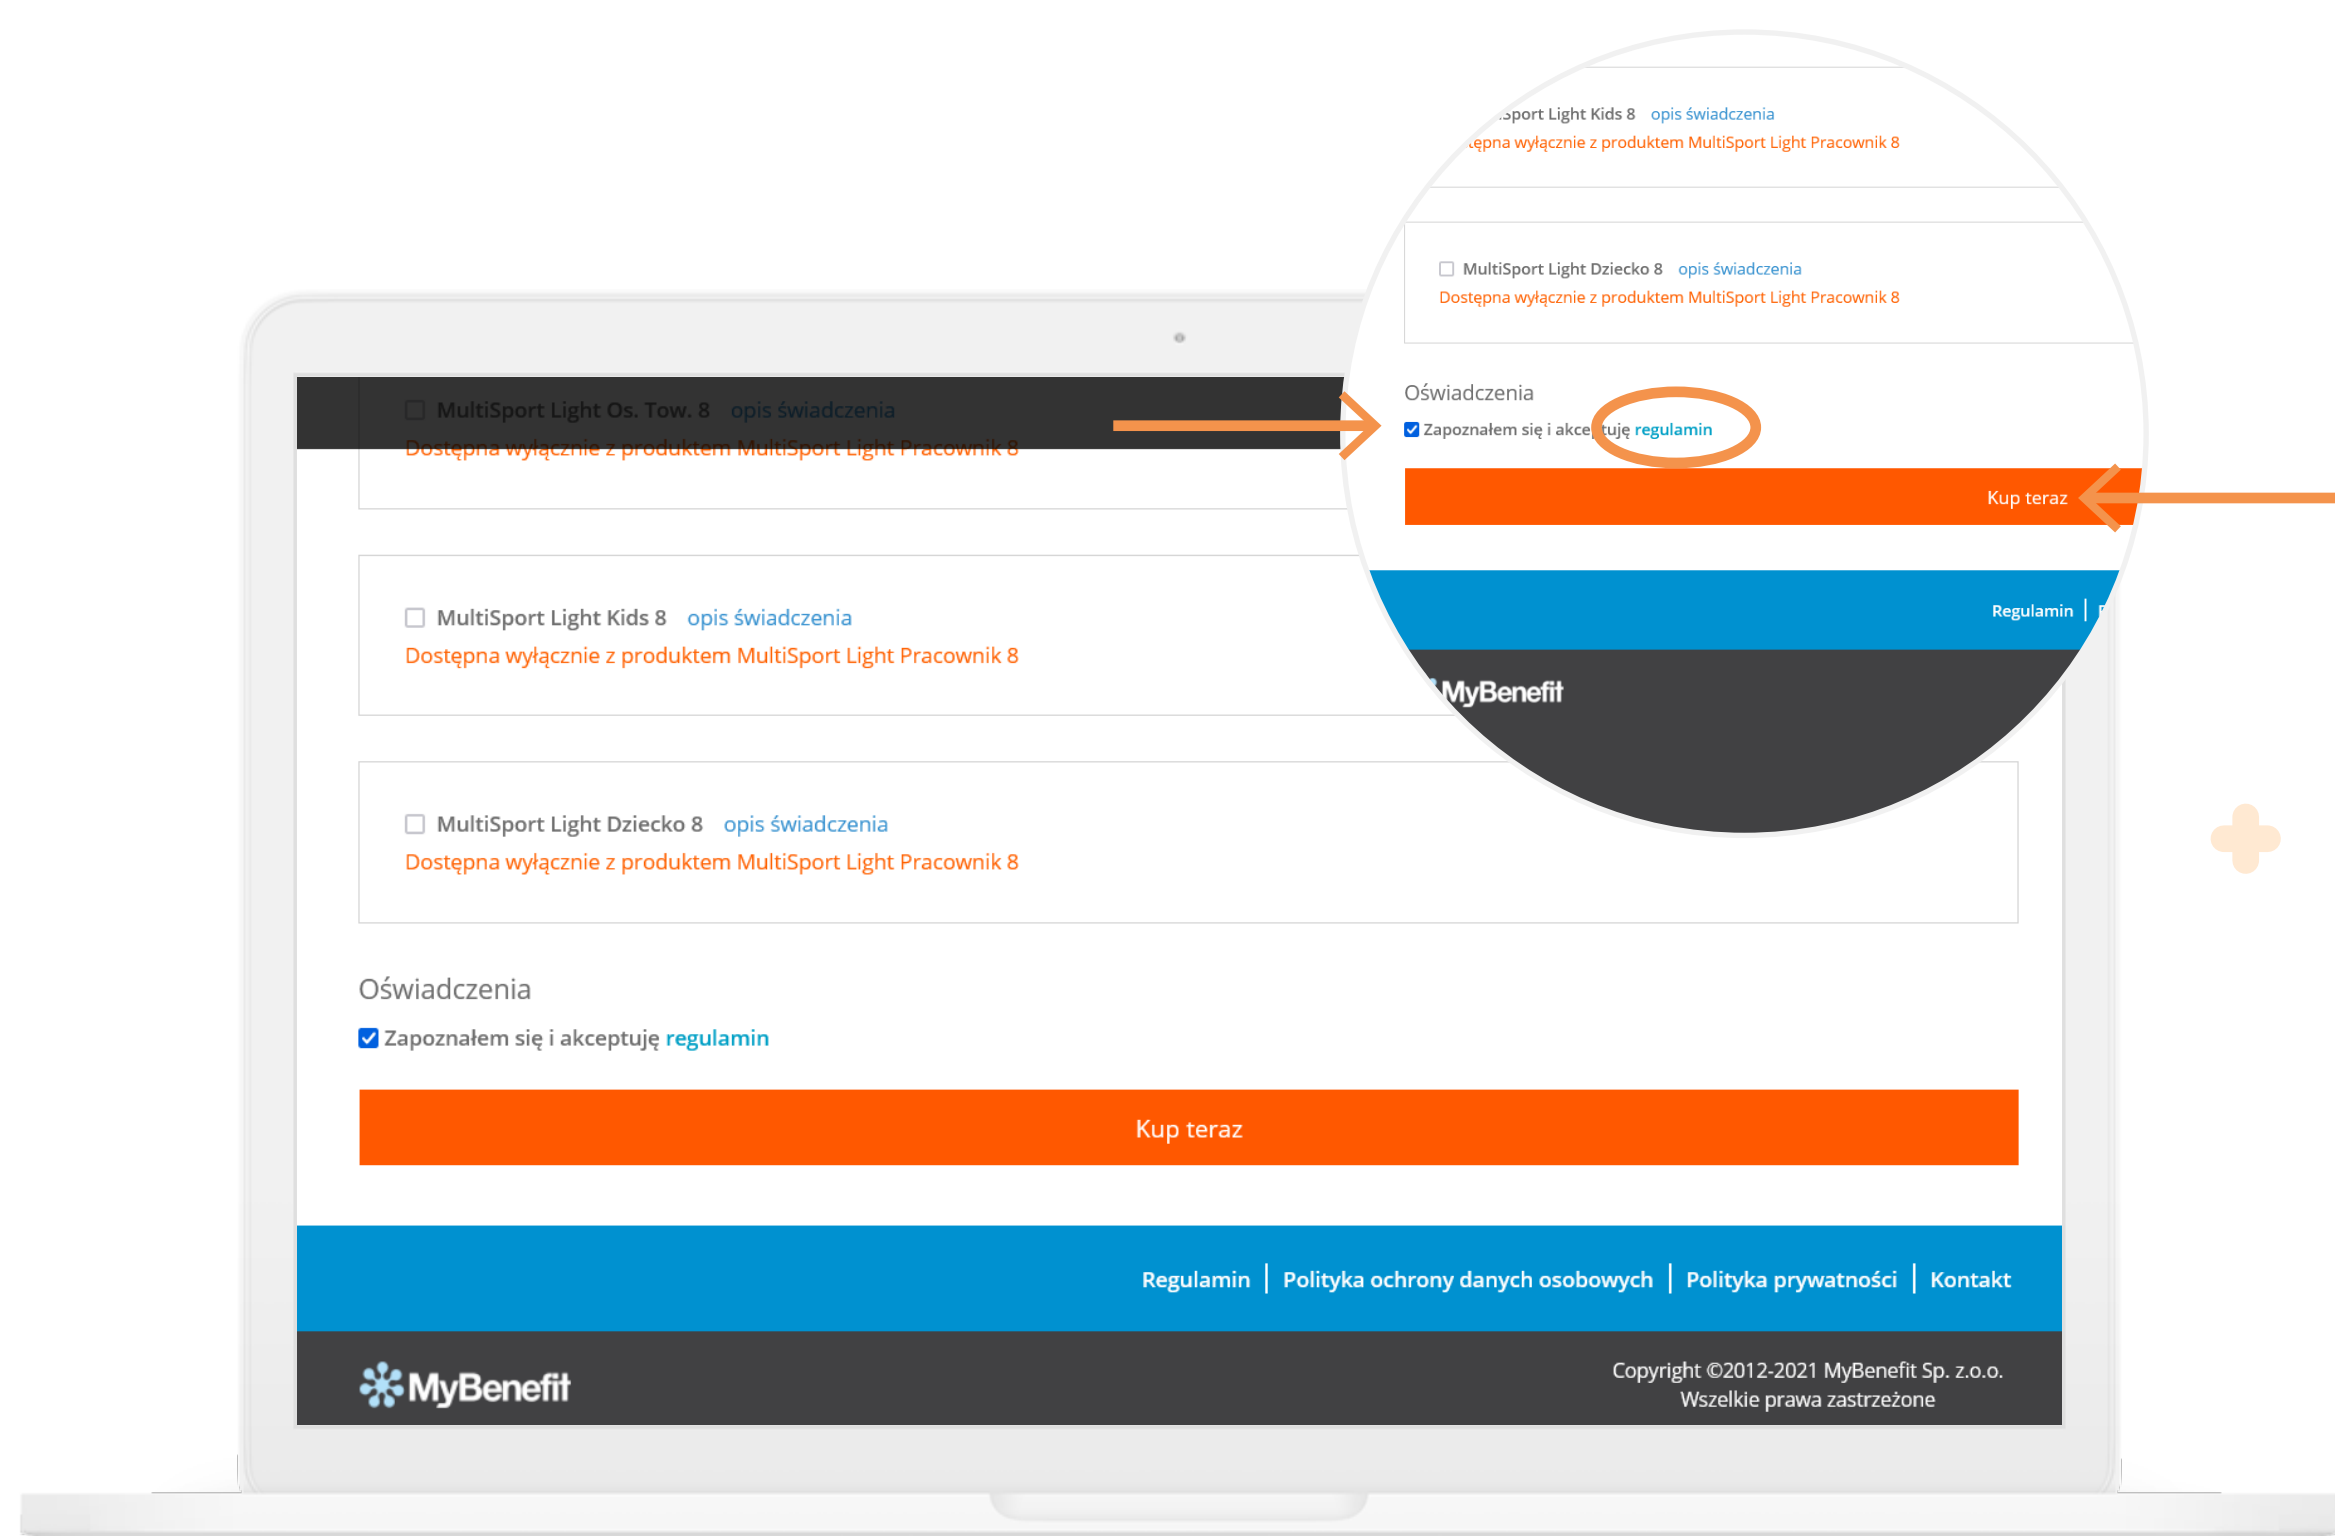 Sport Light Kids 8 opis świadczenia
wyłącznie z produktem MultiSport Light Pracownik 8
MultiSport Light Dziecko 8 opis świadczenia
Dostępna wyłącznie z produktem MultiSport Light Pracownik 8
Oświadczenia
Zapoznałem się i akceptuję regulamin
Kup teraz
Regulamin
MyBenefit
MultiSport Light Os. Tow. 8 opis świadczenia
Dostępna wyłącznie z produktem MultiSport Light Pracownik 8
MultiSport Light Kids 8 opis świadczenia
Dostępna wyłącznie z produktem MultiSport Light Pracownik 8
MultiSport Light Dziecko 8 opis świadczenia
Dostępna wyłącznie z produktem MultiSport Light Pracownik 8
Oświadczenia
Zapoznałem się i akceptuję regulamin
Kup teraz
Regulamin | Polityka ochrony danych osobowych | Polityka prywatności | Kontakt
MyBenefit
Copyright ©2012-2021 MyBenefit Sp. z.o.o.
Wszelkie prawa zastrzeżone